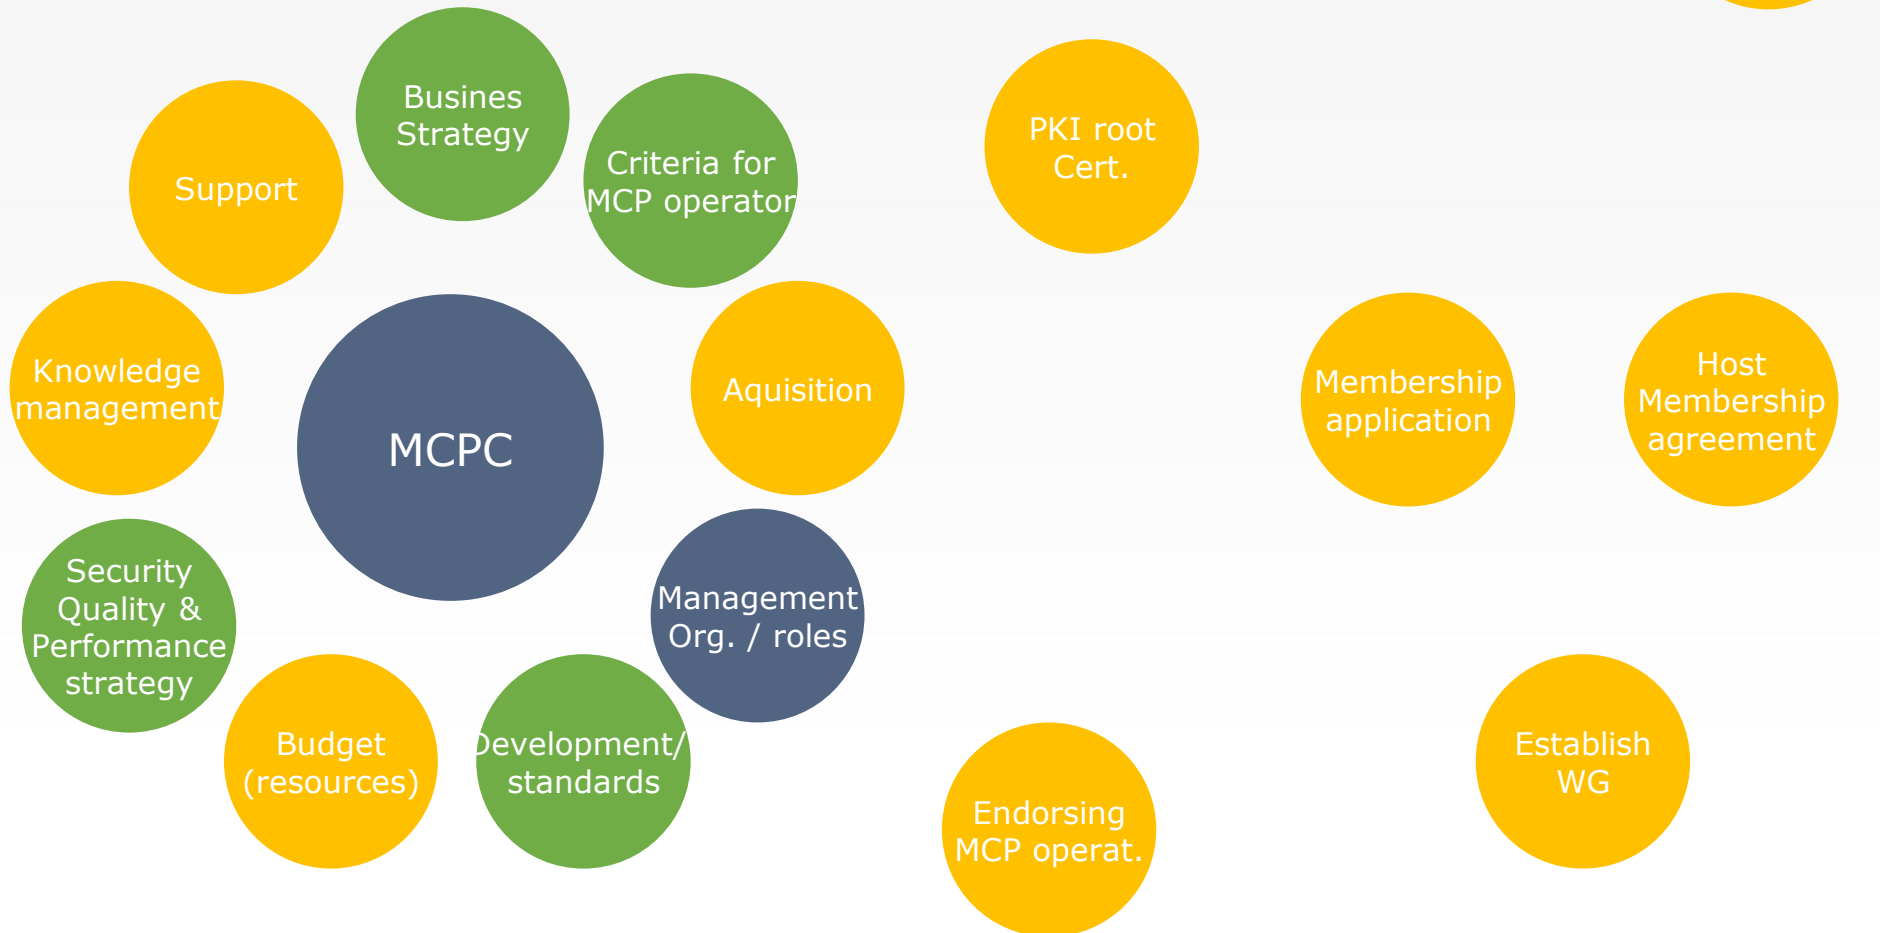 Busines
Strategy
Criteria for
MCP operator
PKI root
Cert.
Support
Knowledge
management
MCPC
Aquisition
Membership
application
Host
Membership
agreement
Security
Quality &
Performance
strategy
Management
Org. / roles
Budget
(resources)
Development/
standards
Endorsing
MCP operat.
Establish
WG